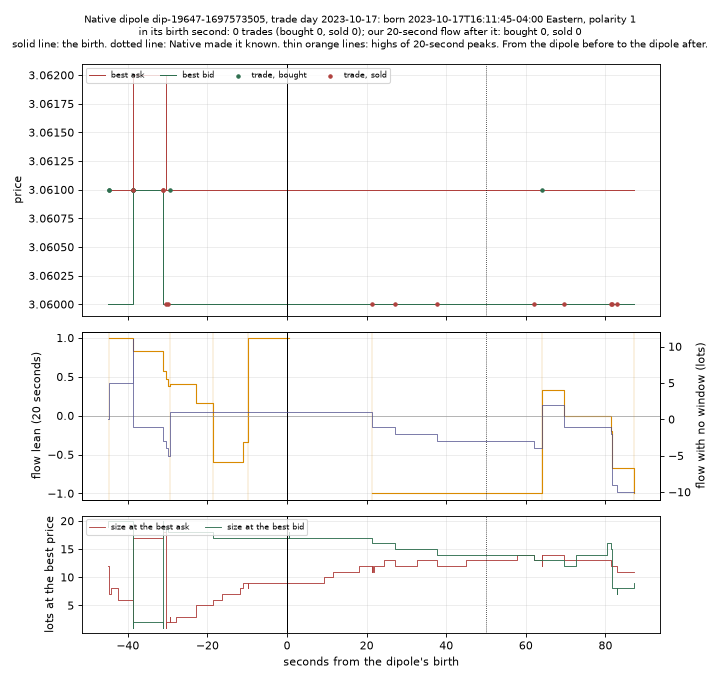 Native dipole dip-19647-1697573505, trade day 2023-10-17: born 2023-10-17T16:11:45-04:00 Eastern, polarity 1
in its birth second: 0 trades (bought 0, sold 0); our 20-second flow after it: bought 0, sold 0
solid line: the birth. dotted line: Native made it known. thin orange lines: highs of 20-second peaks. From the dipole before to the dipole after.
best ask
best bid
trade, bought
trade, sold
3.06200
3.06175
3.06150
3.06125
3.06100
3.06075
3.06050
3.06025
3.06000
price
1.0
0.5
0.0
−0.5
−1.0
flow lean (20 seconds)
10
5
0
−5
−10
flow with no window (lots)
size at the best ask
size at the best bid
20
15
10
5
lots at the best price
−40
−20
0
20
40
60
80
seconds from the dipole's birth